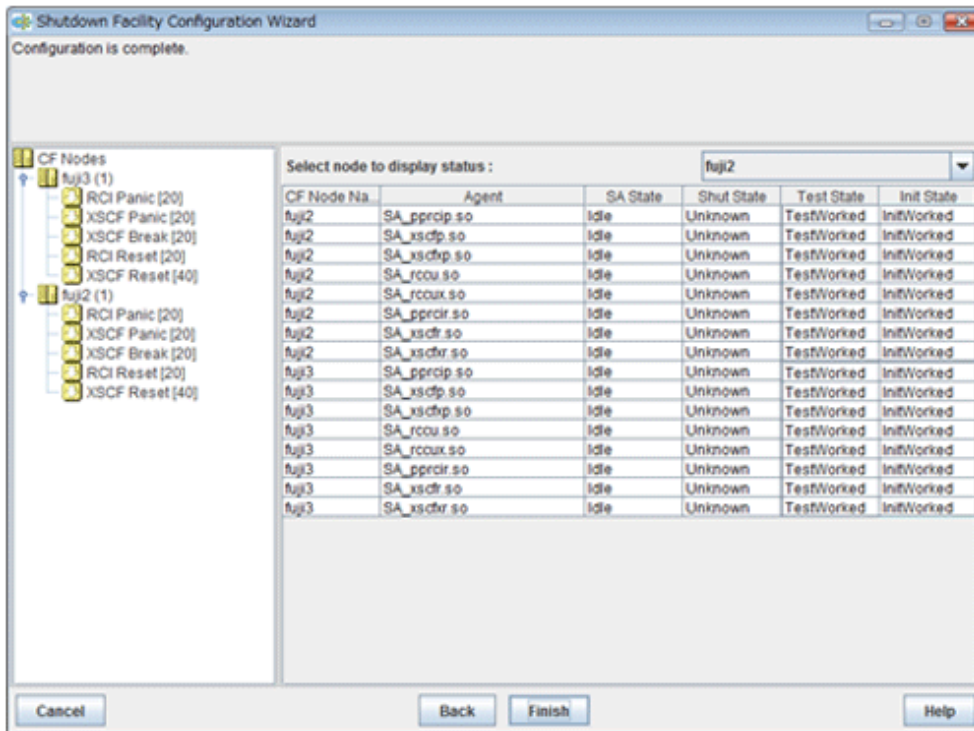 Shutdown Facility Configuration Wizard
Configuration is complete.
CF Nodes
fuji3 (1)
RCI Panic [20]
XSCF Panic [20]
XSCF Break [20]
RCI Reset [20]
XSCF Reset [40]
fuji2 (1)
RCI Panic [20]
XSCF Panic [20]
XSCF Break [20]
RCI Reset [20]
XSCF Reset [40]
Select node to display status : fuji2
CF Node Na... Agent SA State Shut State Test State Init State
fuji2 SA_pprcip.so Idle Unknown TestWorked InitWorked
fuji2 SA_xscfp.so Idle Unknown TestWorked InitWorked
fuji2 SA_xscfxp.so Idle Unknown TestWorked InitWorked
fuji2 SA_rccu.so Idle Unknown TestWorked InitWorked
fuji2 SA_rccux.so Idle Unknown TestWorked InitWorked
fuji2 SA_pprcir.so Idle Unknown TestWorked InitWorked
fuji2 SA_xscfr.so Idle Unknown TestWorked InitWorked
fuji2 SA_xscfxr.so Idle Unknown TestWorked InitWorked
fuji3 SA_pprcip.so Idle Unknown TestWorked InitWorked
fuji3 SA_xscfp.so Idle Unknown TestWorked InitWorked
fuji3 SA_xscfxp.so Idle Unknown TestWorked InitWorked
fuji3 SA_rccu.so Idle Unknown TestWorked InitWorked
fuji3 SA_rccux.so Idle Unknown TestWorked InitWorked
fuji3 SA_pprcir.so Idle Unknown TestWorked InitWorked
fuji3 SA_xscfr.so Idle Unknown TestWorked InitWorked
fuji3 SA_xscfxr.so Idle Unknown TestWorked InitWorked
Cancel Back Finish Help